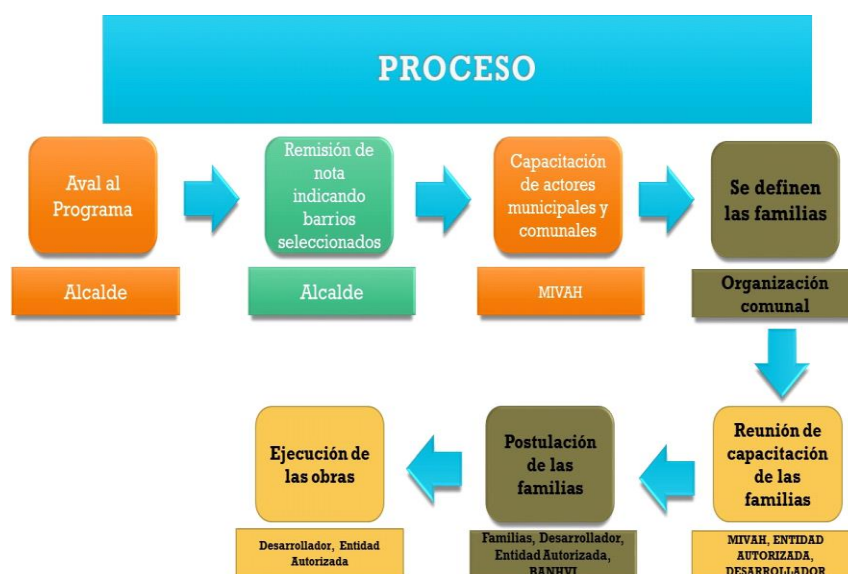 PROCESO
Aval al
Programa
Alcalde
Remisión de
nota
indicando
barrios
seleccionados
Alcalde
Capacitación
de actores
municipales y
comunales
MIVAH
Se definen
las familias
Organización
comunal
Reunión de
capacitación
de las
familias
MIVAH, ENTIDAD
AUTORIZADA,
DESARROLLADOR
Postulación
de las
familias
Familias, Desarrollador,
Entidad Autorizada,
BANHVI
Ejecución de
las obras
Desarrollador, Entidad
Autorizada